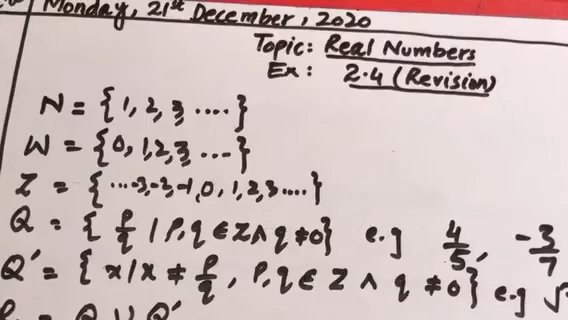 Monday, 21st December, 2020
Topic: Real Numbers
Ex: 2.4 (Revision)
N = {1, 2, 3, ....}
W = {0, 1, 2, 3 ...}
Z = {...-3,-2,-1,0, 1, 2, 3....}
Q = { p/q / P, q ∈ Z ∧ q ≠ 0} e.g 4/5, -3/7
Q' = { x/x ≠ p/q, P, q ∈ Z ∧ q ≠ 0} e.g √
= Q ∪ Q'